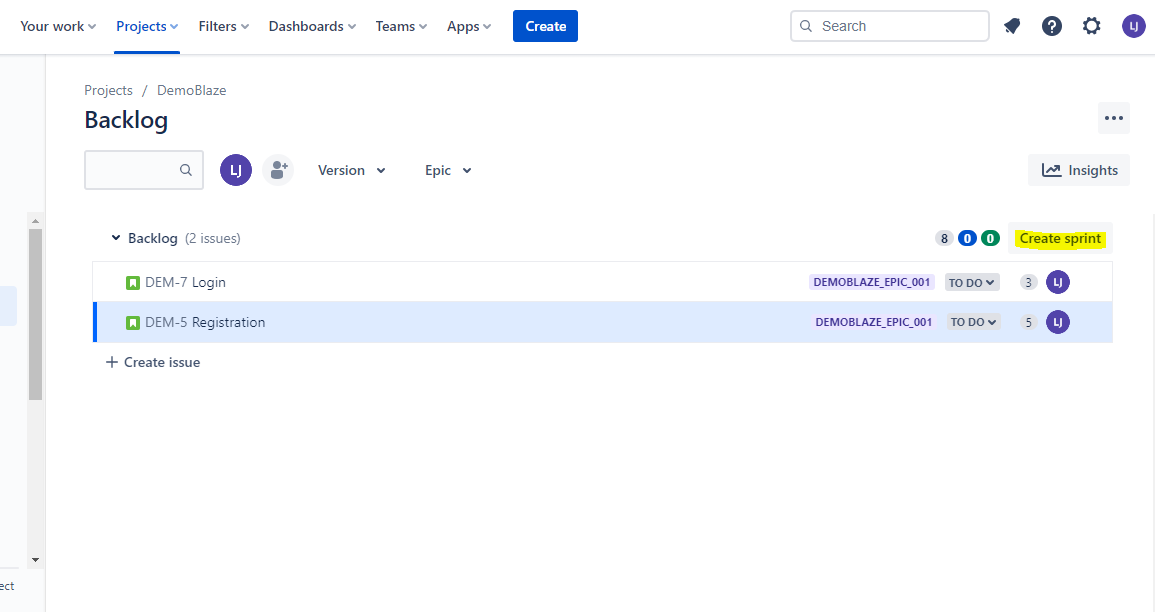 Your work Projects Filters Dashboards Teams Apps Create Search LJ
Projects / DemoBlaze
Backlog
LJ Version Epic Insights
Backlog (2 issues) 8 0 0 Create sprint
DEM-7 Login DEMOBLAZE_EPIC_001 TO DO 3 LJ
DEM-5 Registration DEMOBLAZE_EPIC_001 TO DO 5 LJ
+ Create issue
ect